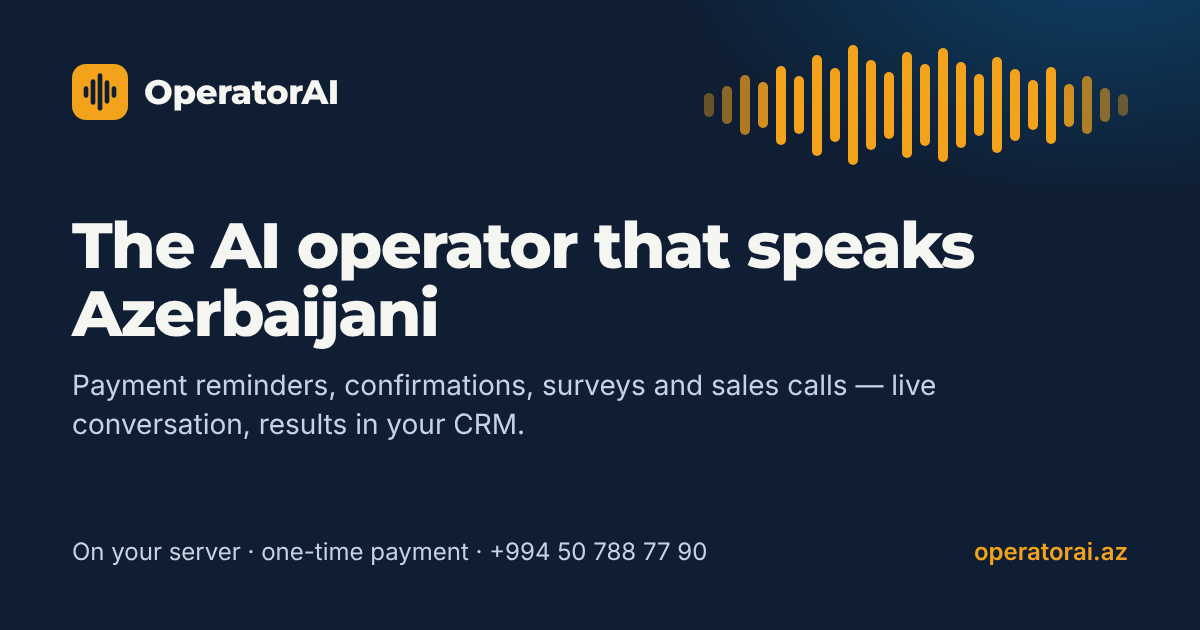 OperatorAI
The AI operator that speaks
Azerbaijani
Payment reminders, confirmations, surveys and sales calls — live
conversation, results in your CRM.
On your server · one-time payment · +994 50 788 77 90
operatorai.az